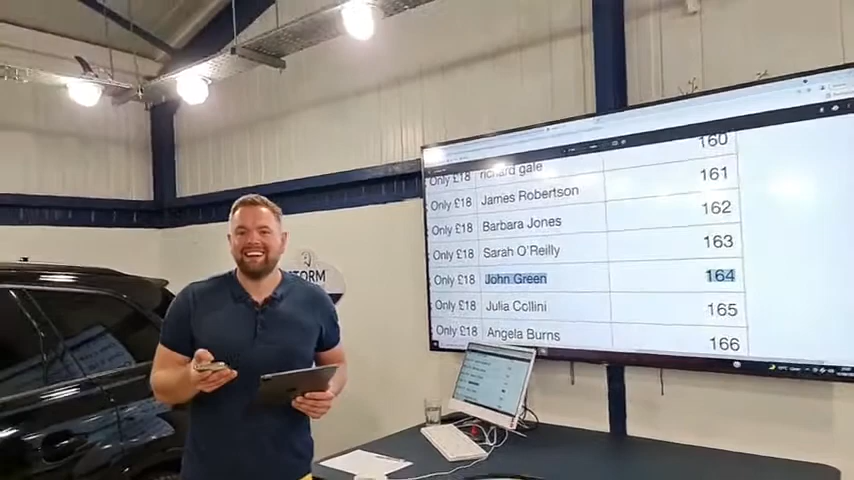 Only £18 richard gale 160
Only £18 James Robertson 161
Only £18 Barbara Jones 162
Only £18 Sarah O'Reilly 163
Only £18 John Green 164
Only £18 Julia Collini 165
Only £18 Angela Burns 166
TORM